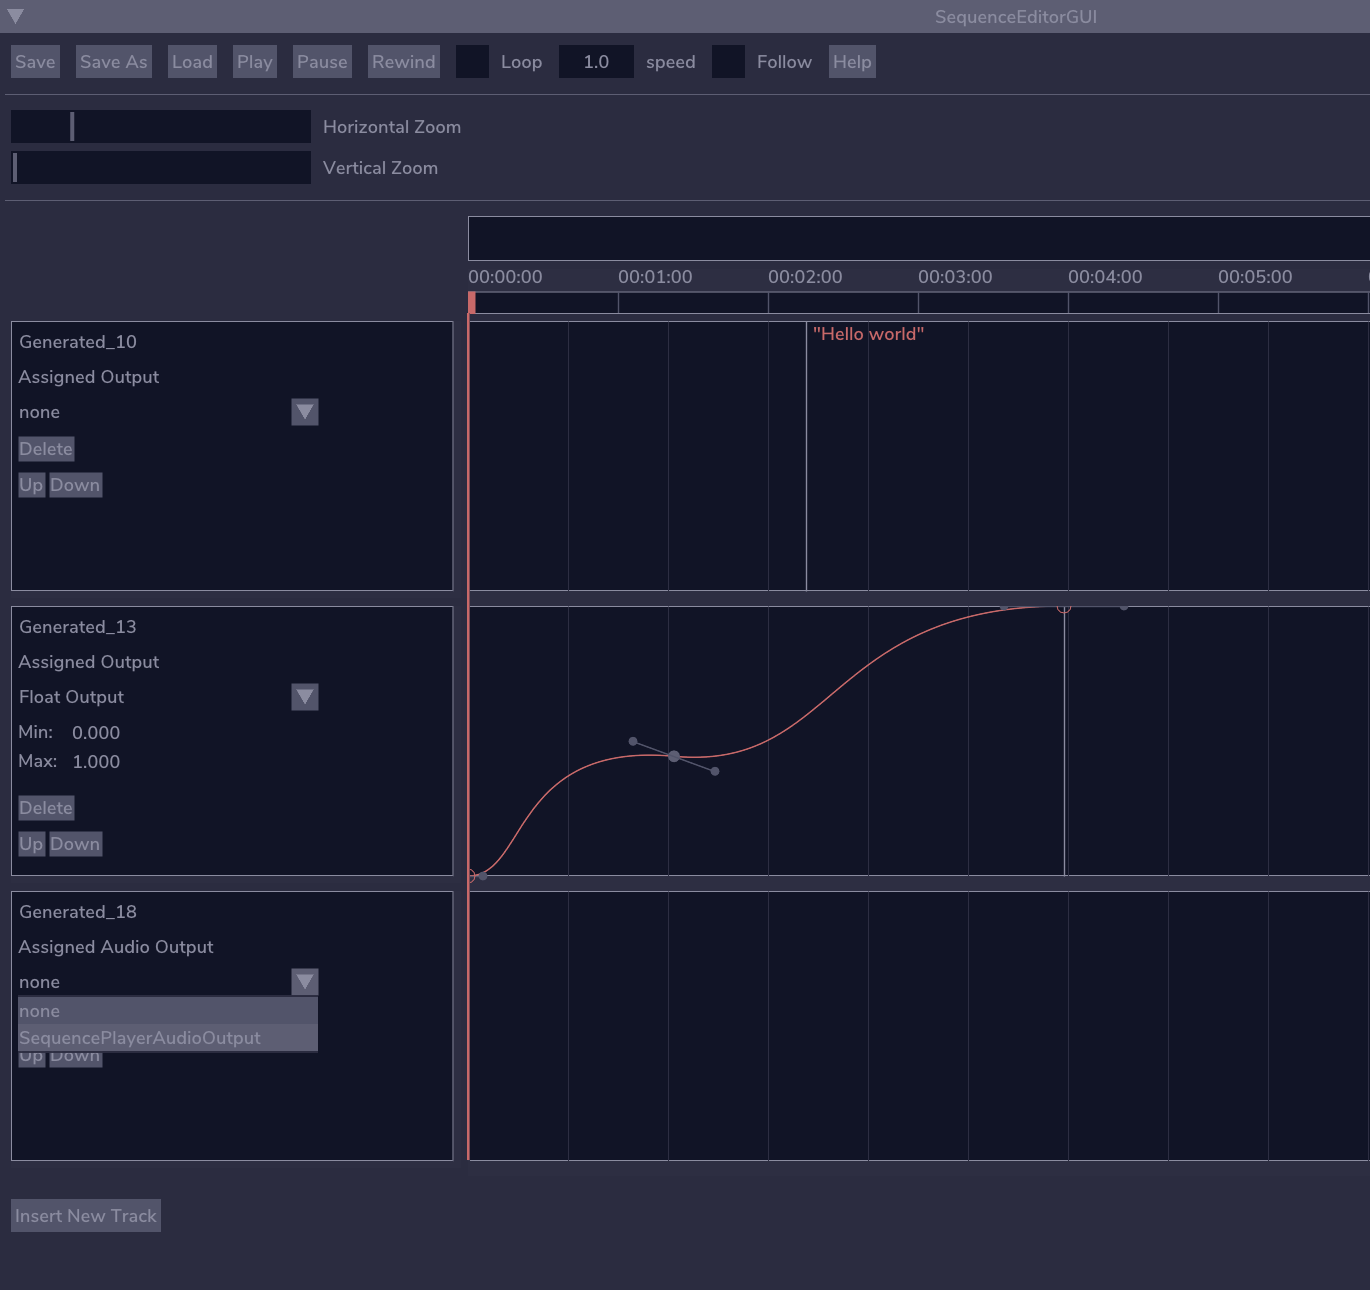 SequenceEditorGUI
Save Save As Load Play Pause Rewind Loop 1.0 speed Follow Help
Horizontal Zoom
Vertical Zoom
00:00:00 00:01:00 00:02:00 00:03:00 00:04:00 00:05:00
"Hello world"
Generated_10
Assigned Output
none
Delete
Up Down
Generated_13
Assigned Output
Float Output
Min: 0.000
Max: 1.000
Delete
Up Down
Generated_18
Assigned Audio Output
none
none
SequencePlayerAudioOutput
Up Down
Insert New Track